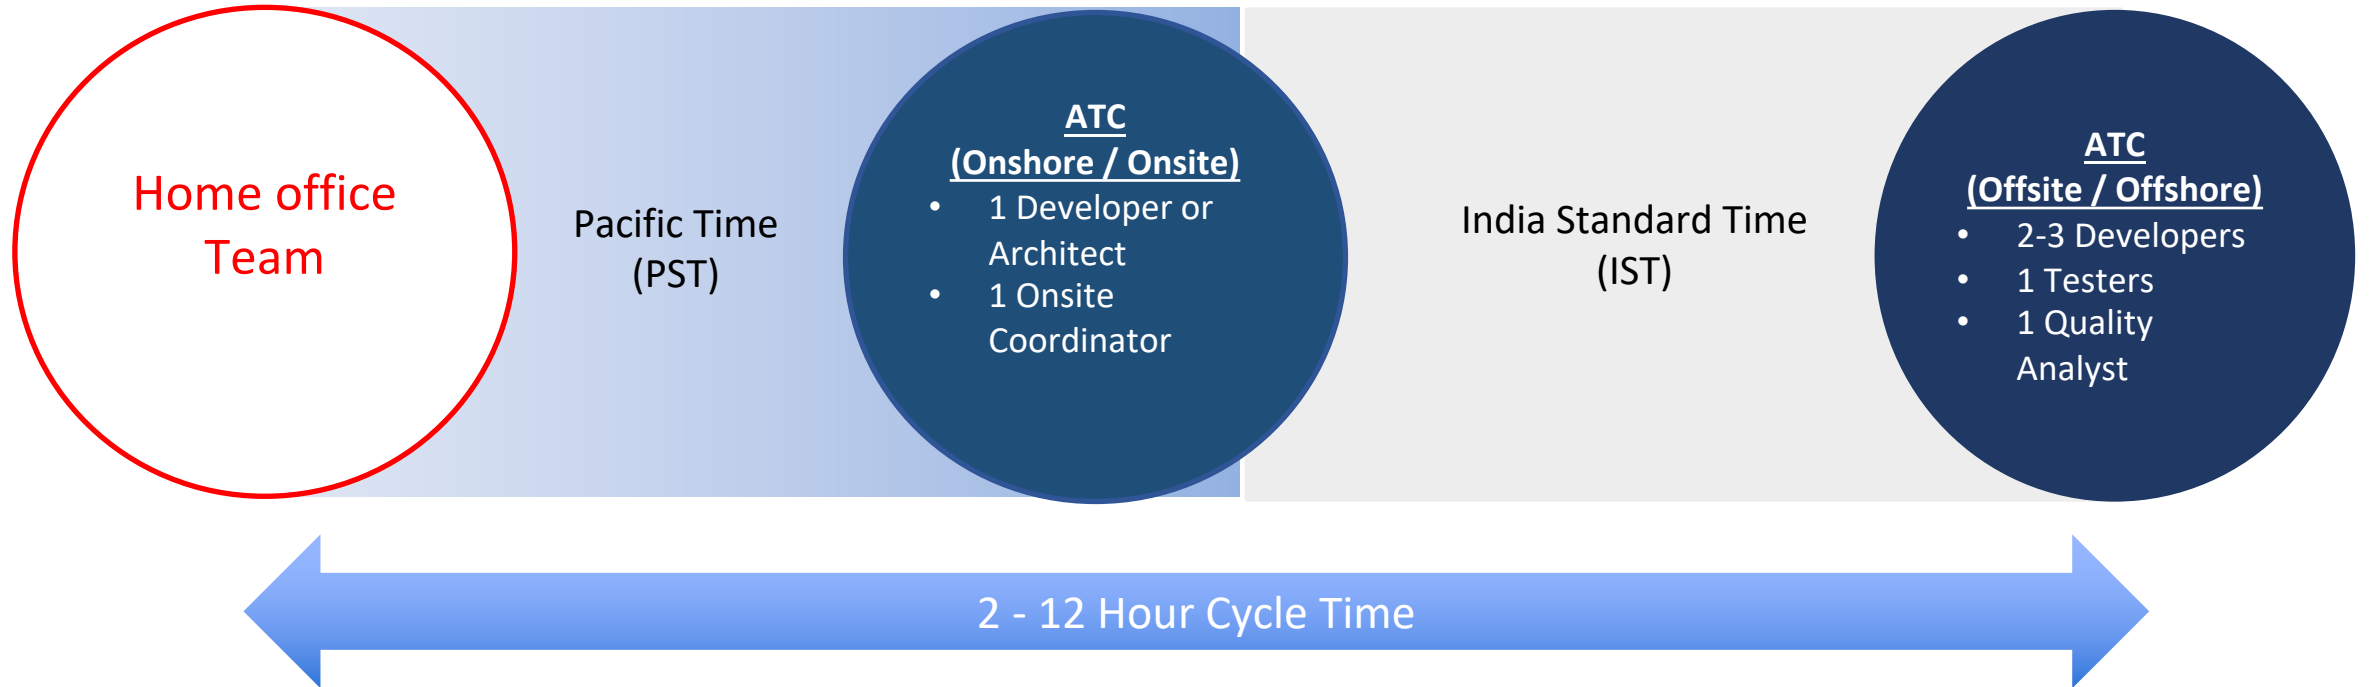 Home office
Team
Pacific Time
(PST)
ATC
(Onshore / Onsite)
• 1 Developer or
Architect
• 1 Onsite
Coordinator
India Standard Time
(IST)
ATC
(Offsite / Offshore)
• 2-3 Developers
• 1 Testers
• 1 Quality
Analyst
2 - 12 Hour Cycle Time